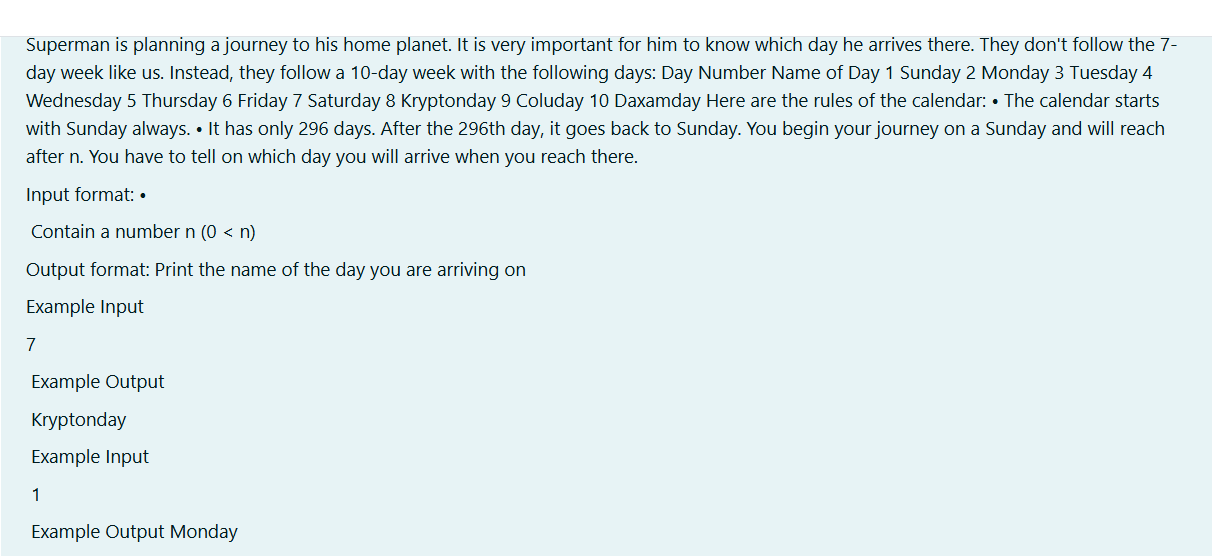 Superman is planning a journey to his home planet. It is very important for him to know which day he arrives there. They don't follow the 7-
day week like us. Instead, they follow a 10-day week with the following days: Day Number Name of Day 1 Sunday 2 Monday 3 Tuesday 4
Wednesday 5 Thursday 6 Friday 7 Saturday 8 Kryptonday 9 Coluday 10 Daxamday Here are the rules of the calendar: • The calendar starts
with Sunday always. • It has only 296 days. After the 296th day, it goes back to Sunday. You begin your journey on a Sunday and will reach
after n. You have to tell on which day you will arrive when you reach there.
Input format: •
Contain a number n (0 < n)
Output format: Print the name of the day you are arriving on
Example Input
7
Example Output
Kryptonday
Example Input
1
Example Output Monday